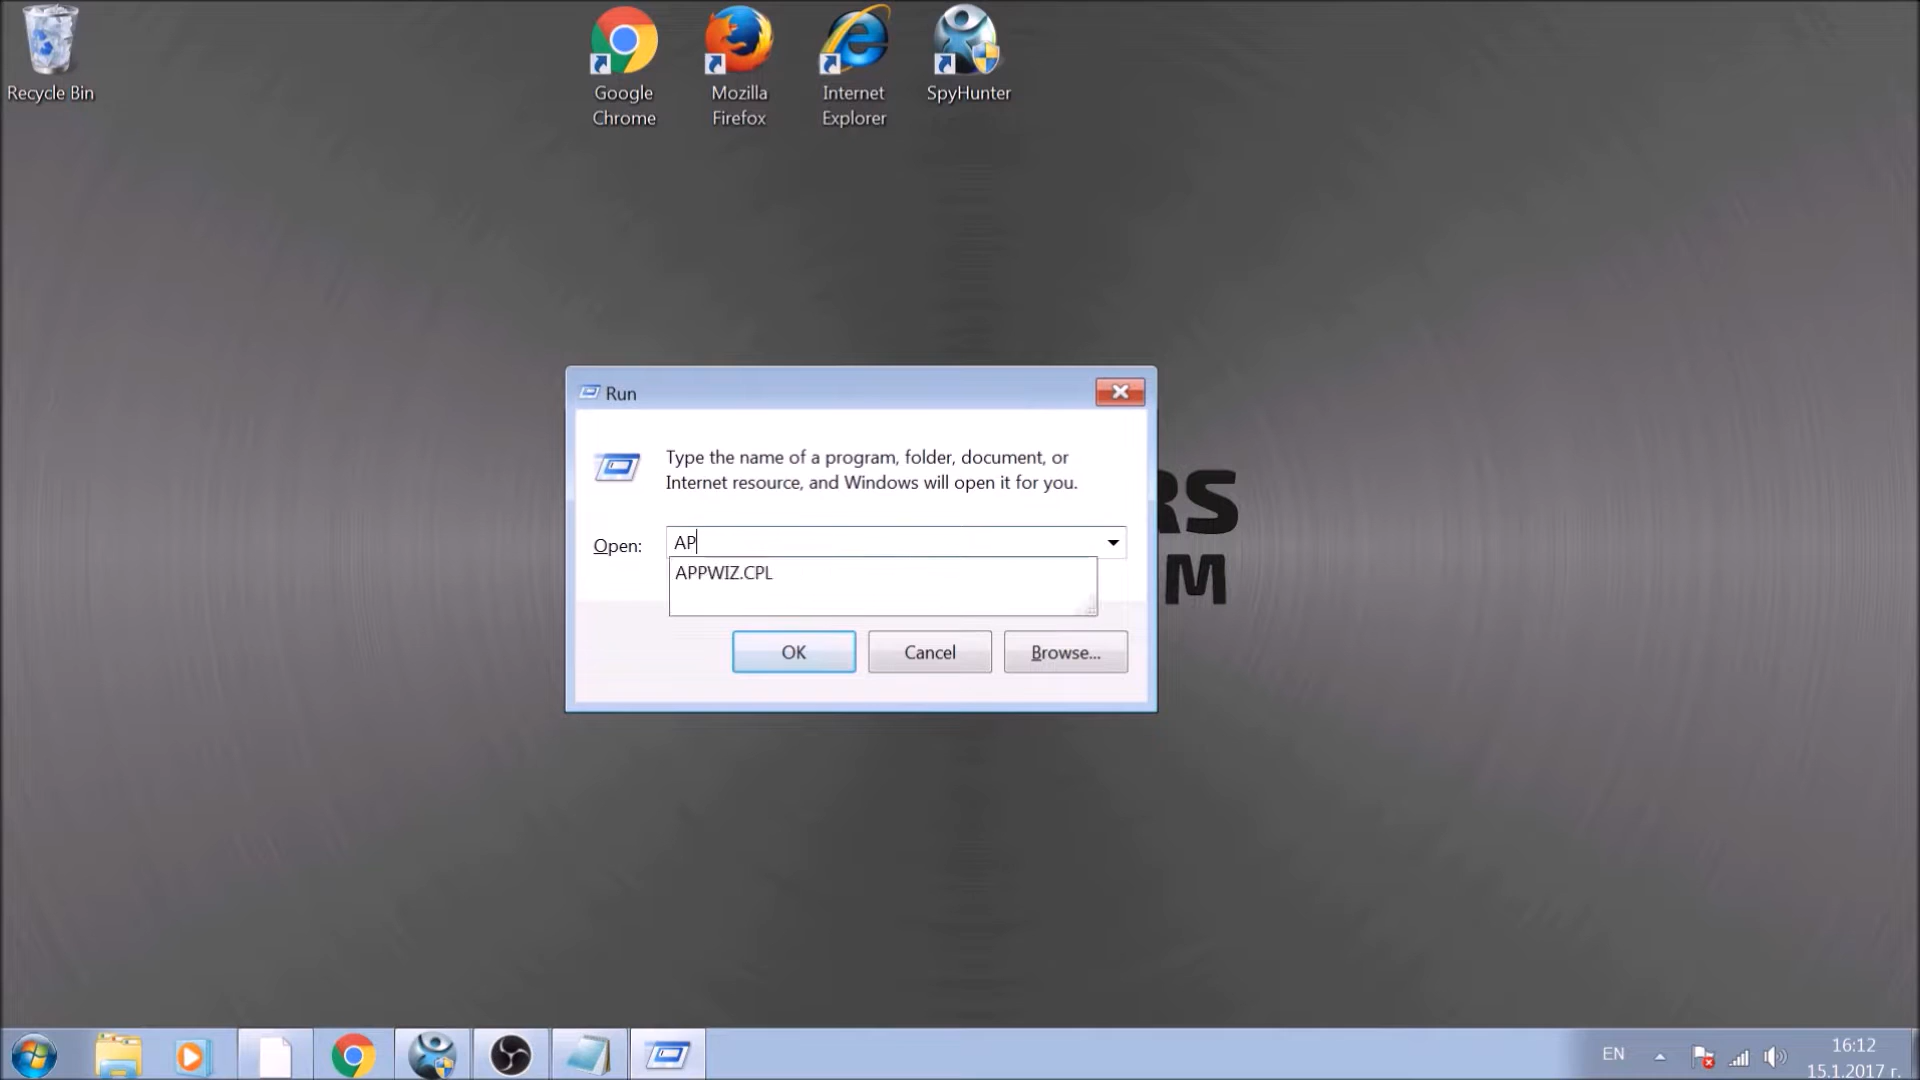 Recycle Bin
Google
Chrome
Mozilla
Firefox
Internet
Explorer
SpyHunter
Run
Type the name of a program, folder, document, or
Internet resource, and Windows will open it for you.
Open:
AP
APPWIZ.CPL
OK
Cancel
Browse...
RS
M
EN
16:12
15.1.2017 г.